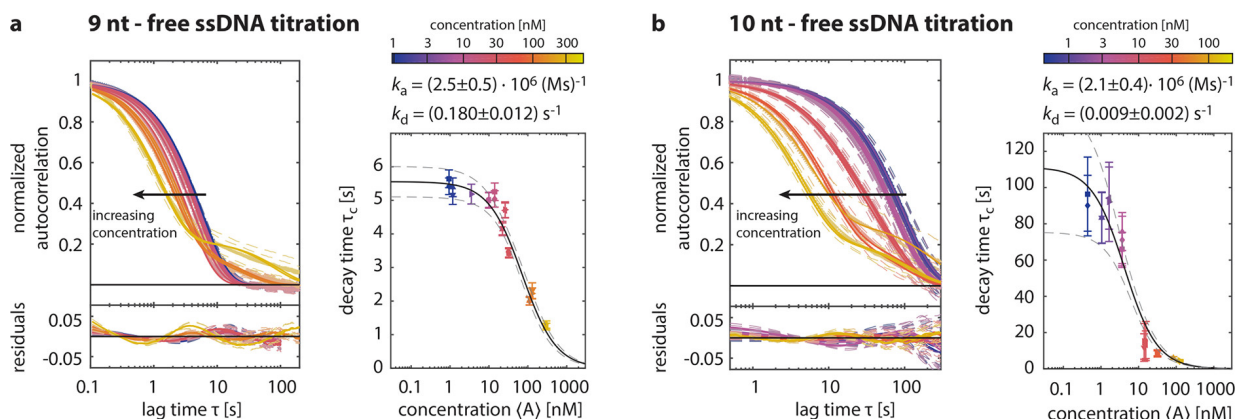 a
9 nt - free ssDNA titration
concentration [nM]
1 3 10 30 100 300
kₐ = (2.5±0.5) · 10⁶ (Ms)⁻¹
k_d = (0.180±0.012) s⁻¹
normalized
autocorrelation
1
0.8
0.6
0.4
0.2
increasing
concentration
residuals
0.05
-0.05
0.1 1 10 100
lag time τ [s]
decay time τ_c [s]
6
5
4
3
2
1
0
0.1 1 10 100 1000
concentration ⟨A⟩ [nM]
b
10 nt - free ssDNA titration
concentration [nM]
1 3 10 30 100
kₐ = (2.1±0.4) · 10⁶ (Ms)⁻¹
k_d = (0.009±0.002) s⁻¹
normalized
autocorrelation
1
0.8
0.6
0.4
0.2
increasing
concentration
residuals
0.05
-0.05
1 10 100
lag time τ [s]
decay time τ_c [s]
120
100
80
60
40
20
0
0.1 1 10 100 1000
concentration ⟨A⟩ [nM]